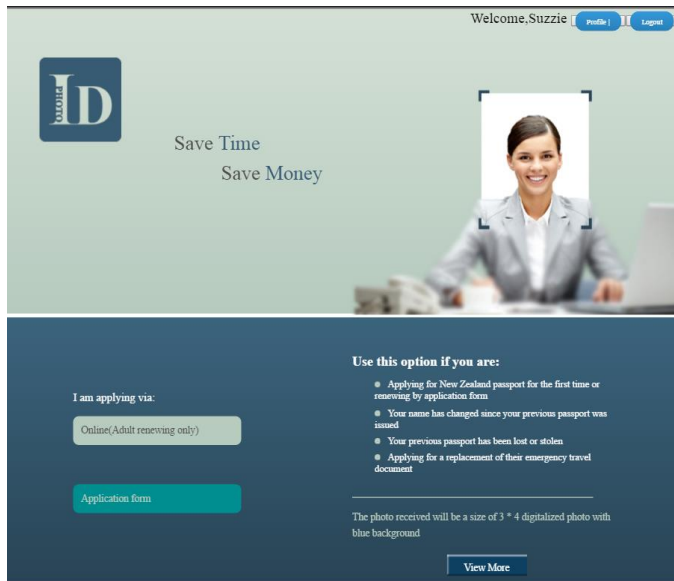 Welcome,Suzzie
Profile |
Logout
PHOTO
ID
Save Time
Save Money
I am applying via:
Online(Adult renewing only)
Application form
Use this option if you are:
Applying for New Zealand passport for the first time or
renewing by application form
Your name has changed since your previous passport was
issued
Your previous passport has been lost or stolen
Applying for a replacement of their emergency travel
document
The photo received will be a size of 3 * 4 digitalized photo with
blue background
View More